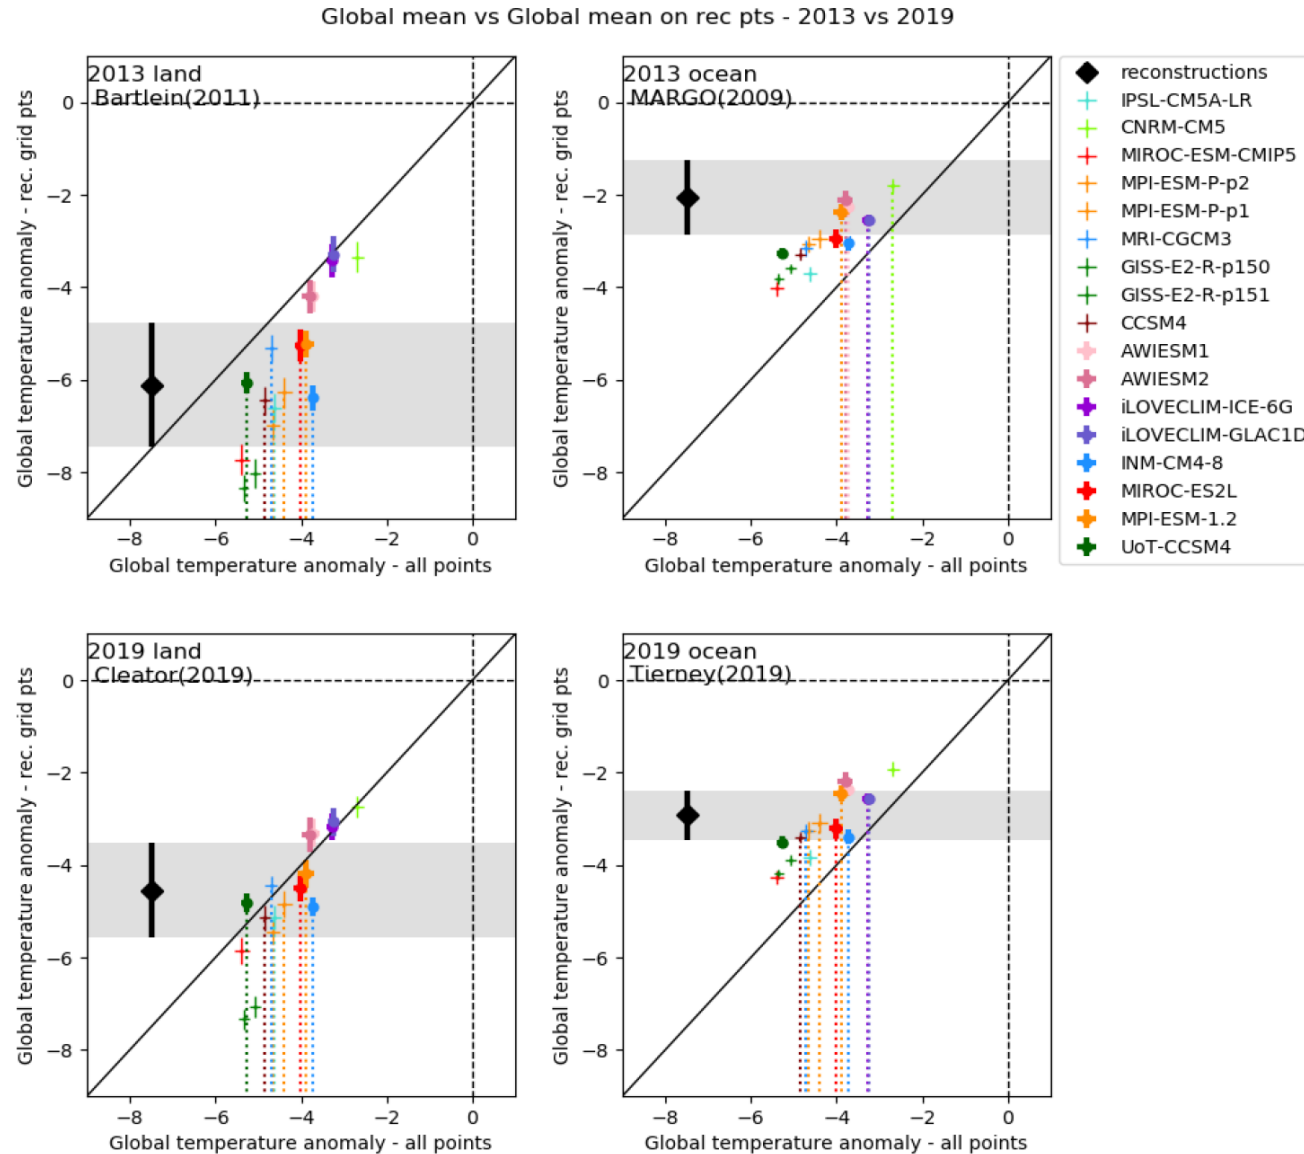 Global mean vs Global mean on rec pts - 2013 vs 2019
2013 land
Bartlein(2011)
0
−2
−4
−6
−8
Global temperature anomaly - rec. grid pts
−8 −6 −4 −2 0
Global temperature anomaly - all points
2013 ocean
MARGO(2009)
0
−2
−4
−6
−8
Global temperature anomaly - rec. grid pts
−8 −6 −4 −2 0
Global temperature anomaly - all points
reconstructions
IPSL-CM5A-LR
CNRM-CM5
MIROC-ESM-CMIP5
MPI-ESM-P-p2
MPI-ESM-P-p1
MRI-CGCM3
GISS-E2-R-p150
GISS-E2-R-p151
CCSM4
AWIESM1
AWIESM2
iLOVECLIM-ICE-6G
iLOVECLIM-GLAC1D
INM-CM4-8
MIROC-ES2L
MPI-ESM-1.2
UoT-CCSM4
2019 land
Cleator(2019)
0
−2
−4
−6
−8
Global temperature anomaly - rec. grid pts
−8 −6 −4 −2 0
Global temperature anomaly - all points
2019 ocean
Tierney(2019)
0
−2
−4
−6
−8
Global temperature anomaly - rec. grid pts
−8 −6 −4 −2 0
Global temperature anomaly - all points